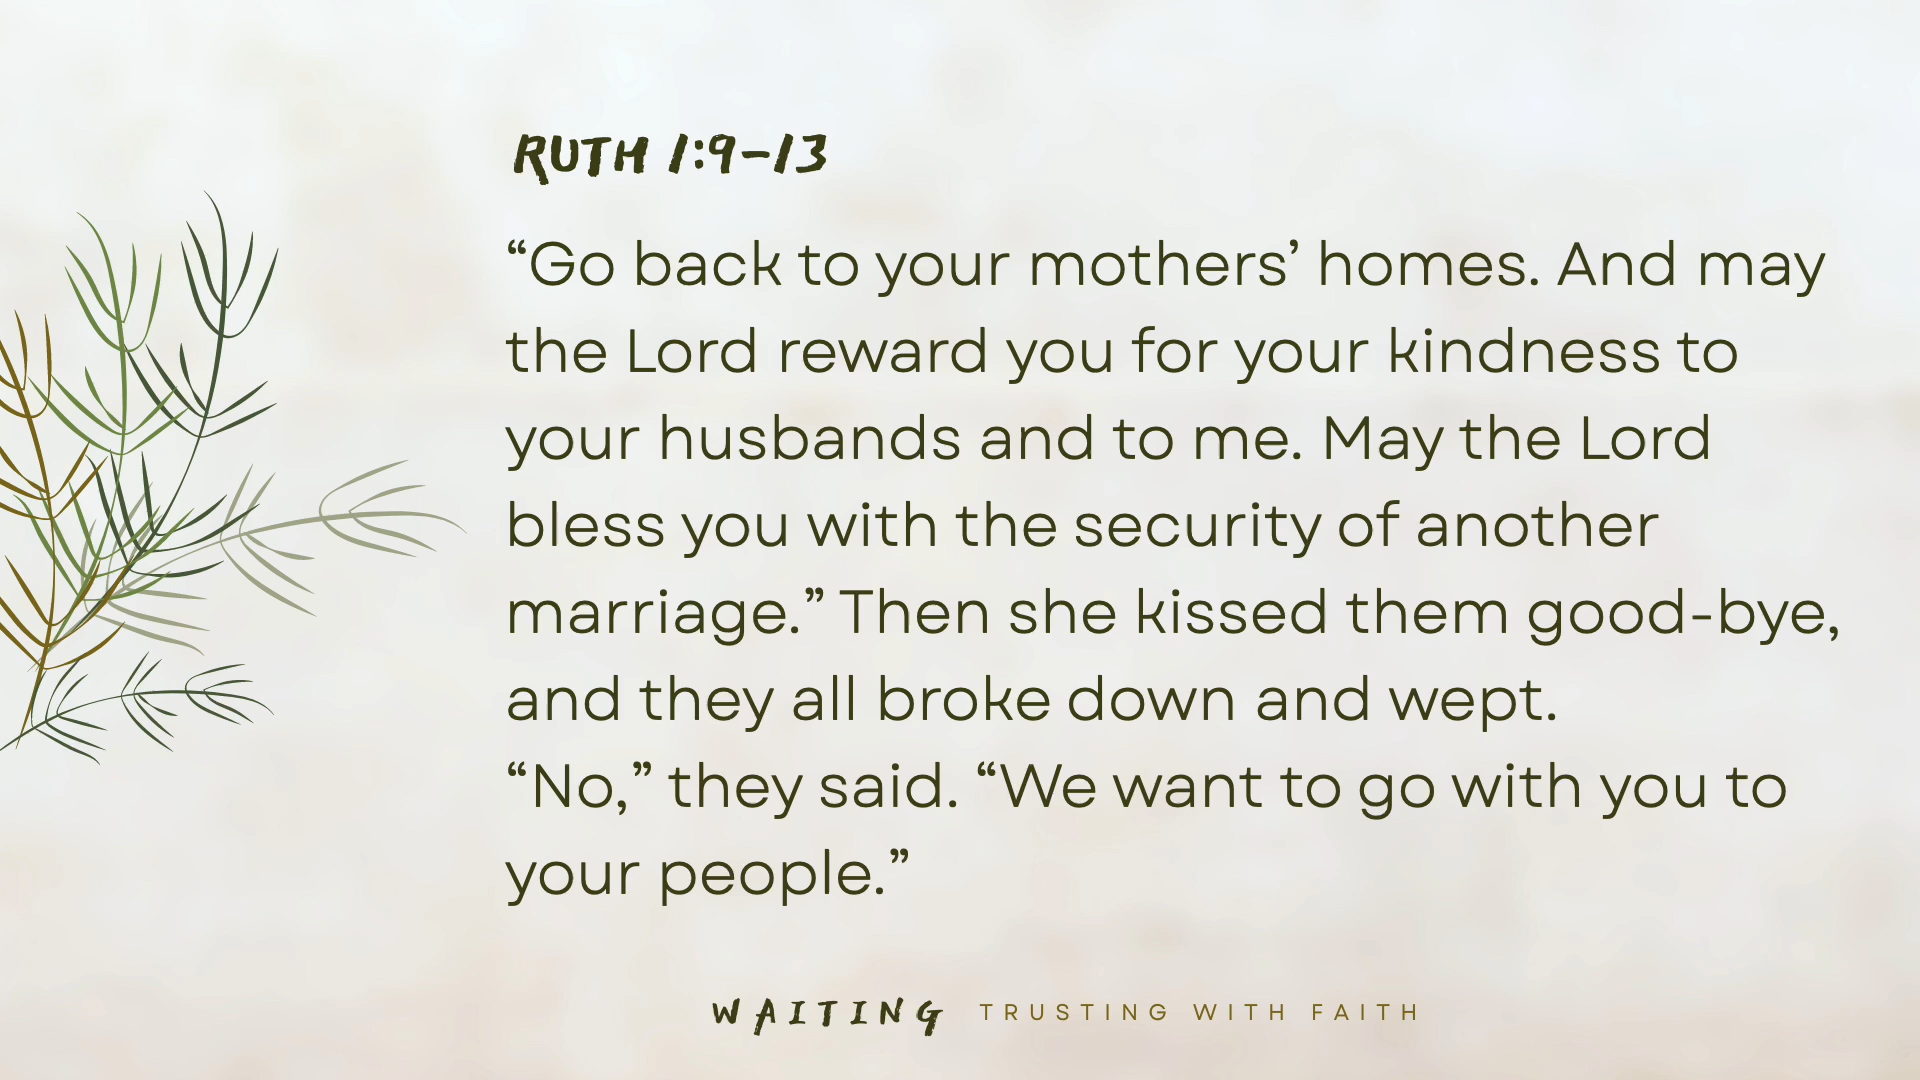 RUTH 1:9-13
“Go back to your mothers’ homes. And may
the Lord reward you for your kindness to
your husbands and to me. May the Lord
bless you with the security of another
marriage.” Then she kissed them good-bye,
and they all broke down and wept.
“No,” they said. “We want to go with you to
your people.”
WAITING TRUSTING WITH FAITH